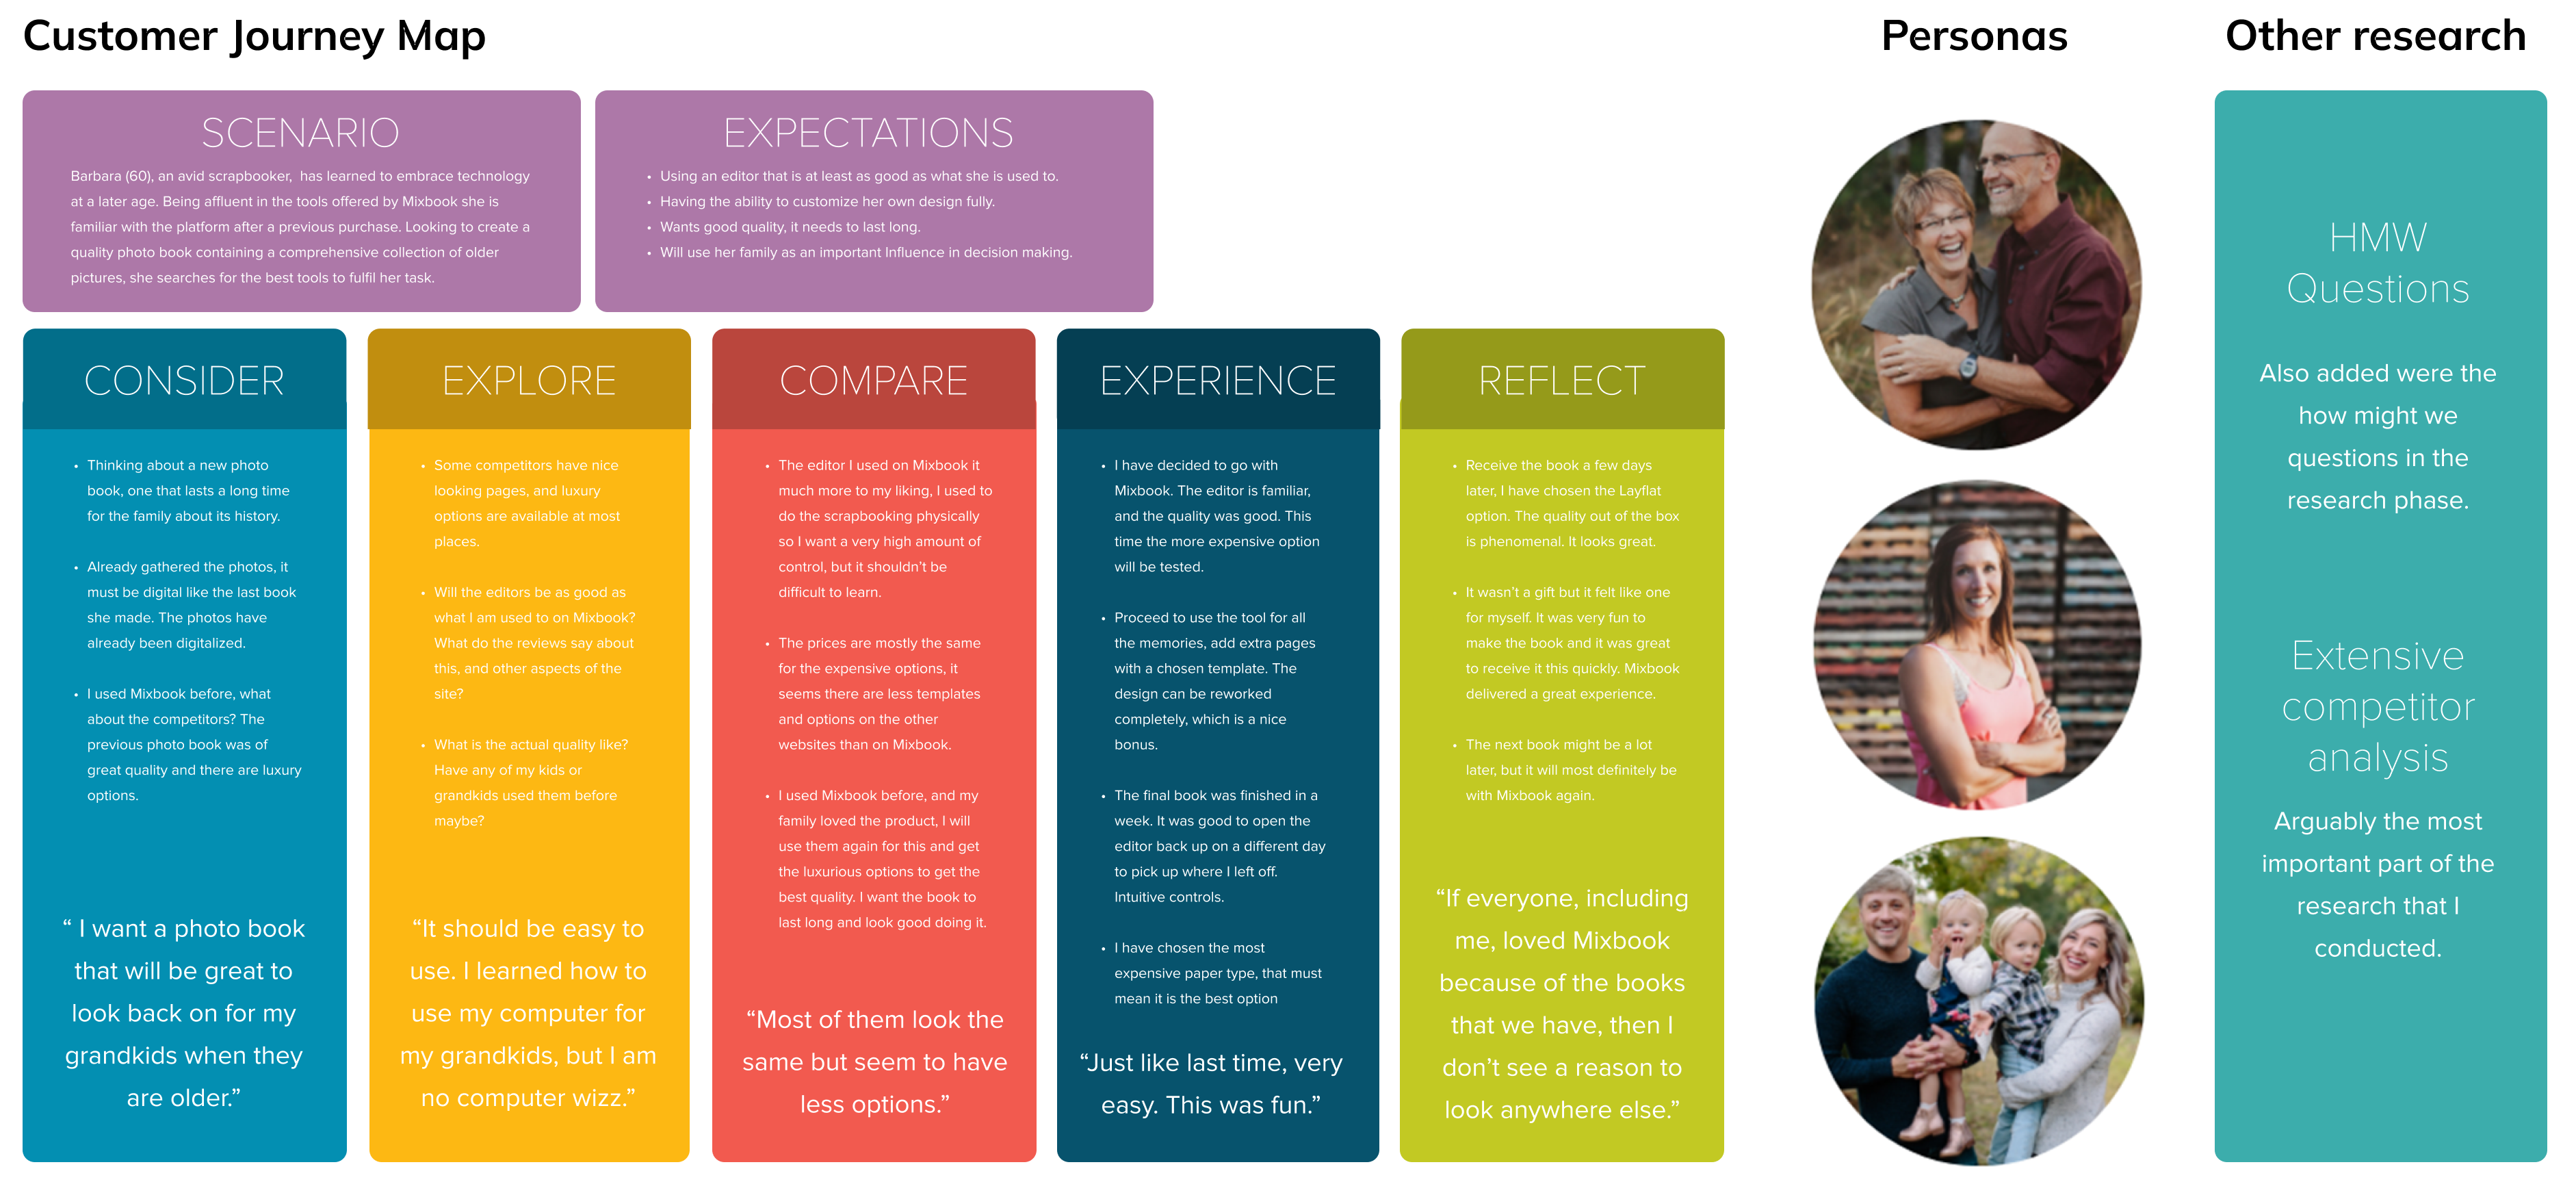 Customer Journey Map
SCENARIO
Barbara (60), an avid scrapbooker, has learned to embrace technology
at a later age. Being affluent in the tools offered by Mixbook she is
familiar with the platform after a previous purchase. Looking to create a
quality photo book containing a comprehensive collection of older
pictures, she searches for the best tools to fulfil her task.
EXPECTATIONS
• Using an editor that is at least as good as what she is used to.
• Having the ability to customize her own design fully.
• Wants good quality, it needs to last long.
• Will use her family as an important Influence in decision making.
CONSIDER
• Thinking about a new photo
book, one that lasts a long time
for the family about its history.
• Already gathered the photos, it
must be digital like the last book
she made. The photos have
already been digitalized.
• I used Mixbook before, what
about the competitors? The
previous photo book was of
great quality and there are luxury
options.
“ I want a photo book
that will be great to
look back on for my
grandkids when they
are older.”
EXPLORE
• Some competitors have nice
looking pages, and luxury
options are available at most
places.
• Will the editors be as good as
what I am used to on Mixbook?
What do the reviews say about
this, and other aspects of the
site?
• What is the actual quality like?
Have any of my kids or
grandkids used them before
maybe?
“It should be easy to
use. I learned how to
use my computer for
my grandkids, but I am
no computer wizz.”
COMPARE
• The editor I used on Mixbook it
much more to my liking, I used to
do the scrapbooking physically
so I want a very high amount of
control, but it shouldn’t be
difficult to learn.
• The prices are mostly the same
for the expensive options, it
seems there are less templates
and options on the other
websites than on Mixbook.
• I used Mixbook before, and my
family loved the product, I will
use them again for this and get
the luxurious options to get the
best quality. I want the book to
last long and look good doing it.
“Most of them look the
same but seem to have
less options.”
EXPERIENCE
• I have decided to go with
Mixbook. The editor is familiar,
and the quality was good. This
time the more expensive option
will be tested.
• Proceed to use the tool for all
the memories, add extra pages
with a chosen template. The
design can be reworked
completely, which is a nice
bonus.
• The final book was finished in a
week. It was good to open the
editor back up on a different day
to pick up where I left off.
Intuitive controls.
• I have chosen the most
expensive paper type, that must
mean it is the best option
“Just like last time, very
easy. This was fun.”
REFLECT
• Receive the book a few days
later, I have chosen the Layflat
option. The quality out of the box
is phenomenal. It looks great.
• It wasn’t a gift but it felt like one
for myself. It was very fun to
make the book and it was great
to receive it this quickly. Mixbook
delivered a great experience.
• The next book might be a lot
later, but it will most definitely be
with Mixbook again.
“If everyone, including
me, loved Mixbook
because of the books
that we have, then I
don’t see a reason to
look anywhere else.”
Personas
Other research
HMW
Questions
Also added were the
how might we
questions in the
research phase.
Extensive
competitor
analysis
Arguably the most
important part of the
research that I
conducted.